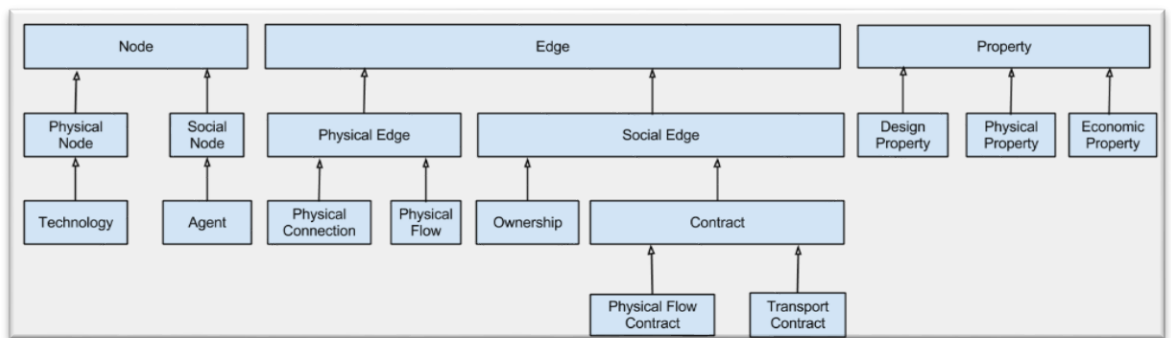 Node
Edge
Property
Physical
Node
Social
Node
Physical Edge
Social Edge
Design
Property
Physical
Property
Economic
Property
Technology
Agent
Physical
Connection
Physical
Flow
Ownership
Contract
Physical Flow
Contract
Transport
Contract